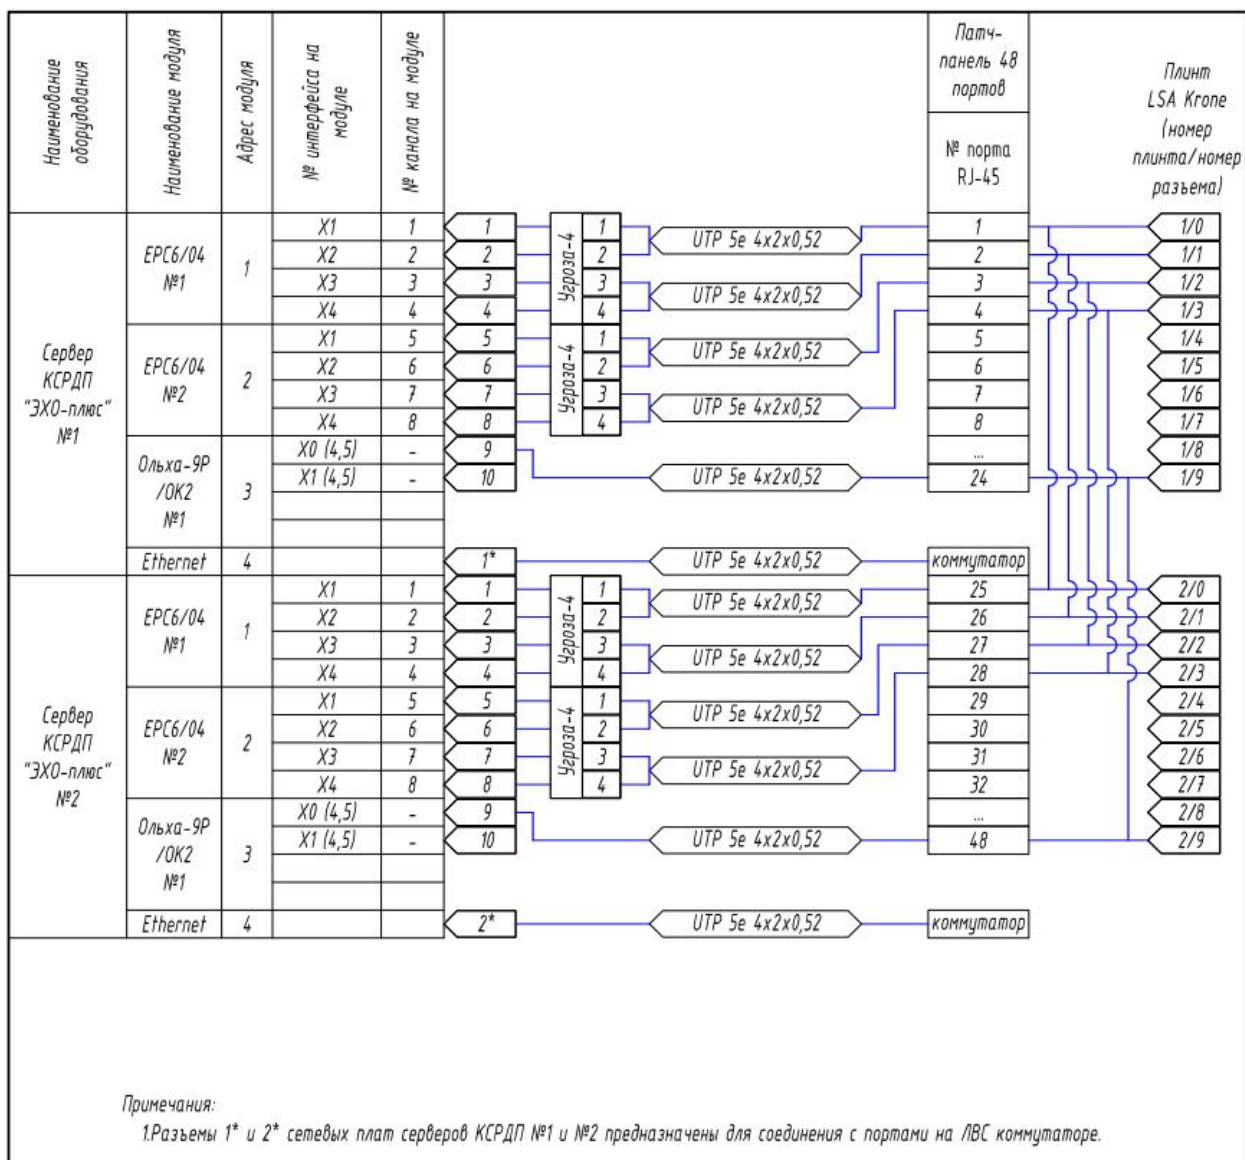 Наименование
оборудования
Наименование модуля
Адрес модуля
№ интерфейса на
модуле
№ канала на модуле
Патч-
панель 48
портов
№ порта
RJ-45
Плинт
LSA Krone
(номер
плинта/номер
разъема)
Сервер
КСРДП
"ЭХО-плюс"
№1
ЕРС6/04
№1
1
X1 1 1
X2 2 2
X3 3 3
X4 4 4
Угроза-4
1
2
3
4
UTP 5e 4x2x0,52
UTP 5e 4x2x0,52
1 1/0
2 1/1
3 1/2
4 1/3
ЕРС6/04
№2
2
X1 5 5
X2 6 6
X3 7 7
X4 8 8
Угроза-4
1
2
3
4
UTP 5e 4x2x0,52
UTP 5e 4x2x0,52
5 1/4
6 1/5
7 1/6
8 1/7
Ольха-9Р
/ОК2
№1
3
X0 (4,5) - 9
X1 (4,5) - 10
UTP 5e 4x2x0,52
... 1/8
24 1/9
Ethernet 4 1* UTP 5e 4x2x0,52 коммутатор
Сервер
КСРДП
"ЭХО-плюс"
№2
ЕРС6/04
№1
1
X1 1 1
X2 2 2
X3 3 3
X4 4 4
Угроза-4
1
2
3
4
UTP 5e 4x2x0,52
UTP 5e 4x2x0,52
25 2/0
26 2/1
27 2/2
28 2/3
ЕРС6/04
№2
2
X1 5 5
X2 6 6
X3 7 7
X4 8 8
Угроза-4
1
2
3
4
UTP 5e 4x2x0,52
UTP 5e 4x2x0,52
29 2/4
30 2/5
31 2/6
32 2/7
Ольха-9Р
/ОК2
№1
3
X0 (4,5) - 9
X1 (4,5) - 10
UTP 5e 4x2x0,52
... 2/8
48 2/9
Ethernet 4 2* UTP 5e 4x2x0,52 коммутатор
Примечания:
1.Разъемы 1* и 2* сетевых плат серверов КСРДП №1 и №2 предназначены для соединения с портами на ЛВС коммутаторе.